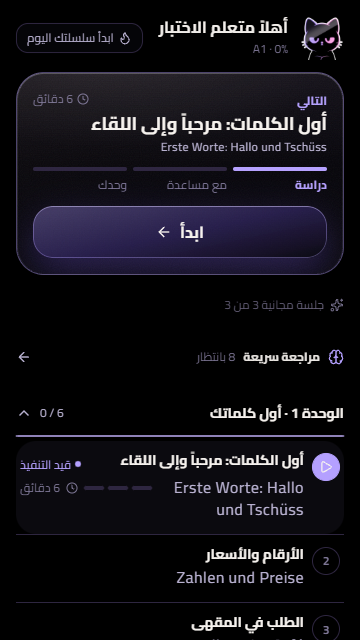 أهلاً متعلم الاختبار
A1 · 0%
ابدأ سلسلتك اليوم
التالي
6 دقائق
أول الكلمات: مرحباً وإلى اللقاء
Erste Worte: Hallo und Tschüss
دراسة
مع مساعدة
وحدك
ابدأ
جلسة مجانية 3 من 3
مراجعة سريعة
8 بانتظار
الوحدة 1 · أول كلماتك
0 / 6
أول الكلمات: مرحباً وإلى اللقاء
قيد التنفيذ
Erste Worte: Hallo
und Tschüss
6 دقائق
2
الأرقام والأسعار
Zahlen und Preise
3
الطلب في المقهى